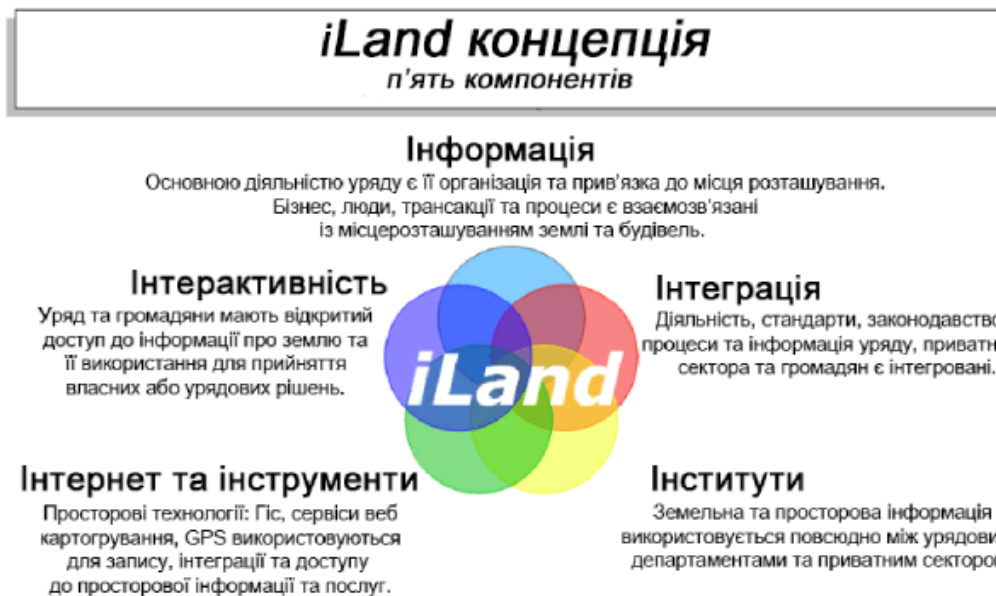 iLand концепція
п'ять компонентів
Інформація
Основною діяльністю уряду є її організація та прив'язка до місця розташування.
Бізнес, люди, трансакції та процеси є взаємозв'язані
із місцерозташуванням землі та будівель.
Інтерактивність
Уряд та громадяни мають відкритий
доступ до інформації про землю та
її використання для прийняття
власних або урядових рішень.
Інтеграція
Діяльність, стандарти, законодавство
процеси та інформація уряду, приватн
сектора та громадян є інтегровані.
iLand
Інтернет та інструменти
Просторові технології: Гіс, сервіси веб
картогрування, GPS використовуються
для запису, інтеграції та доступу
до просторової інформації та послуг.
Інститути
Земельна та просторова інформація
використовується повсюдно між урядови
департаментами та приватним секторо